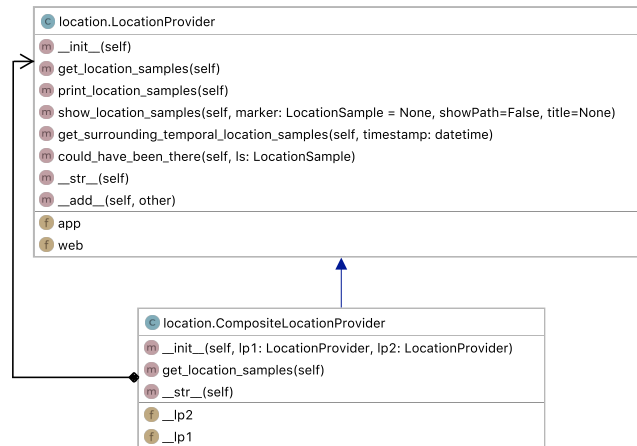 C location.LocationProvider
m __init__(self)
m get_location_samples(self)
m print_location_samples(self)
m show_location_samples(self, marker: LocationSample = None, showPath=False, title=None)
m get_surrounding_temporal_location_samples(self, timestamp: datetime)
m could_have_been_there(self, ls: LocationSample)
m __str__(self)
m __add__(self, other)
f app
f web
C location.CompositeLocationProvider
m __init__(self, lp1: LocationProvider, lp2: LocationProvider)
m get_location_samples(self)
m __str__(self)
f __lp2
f __lp1